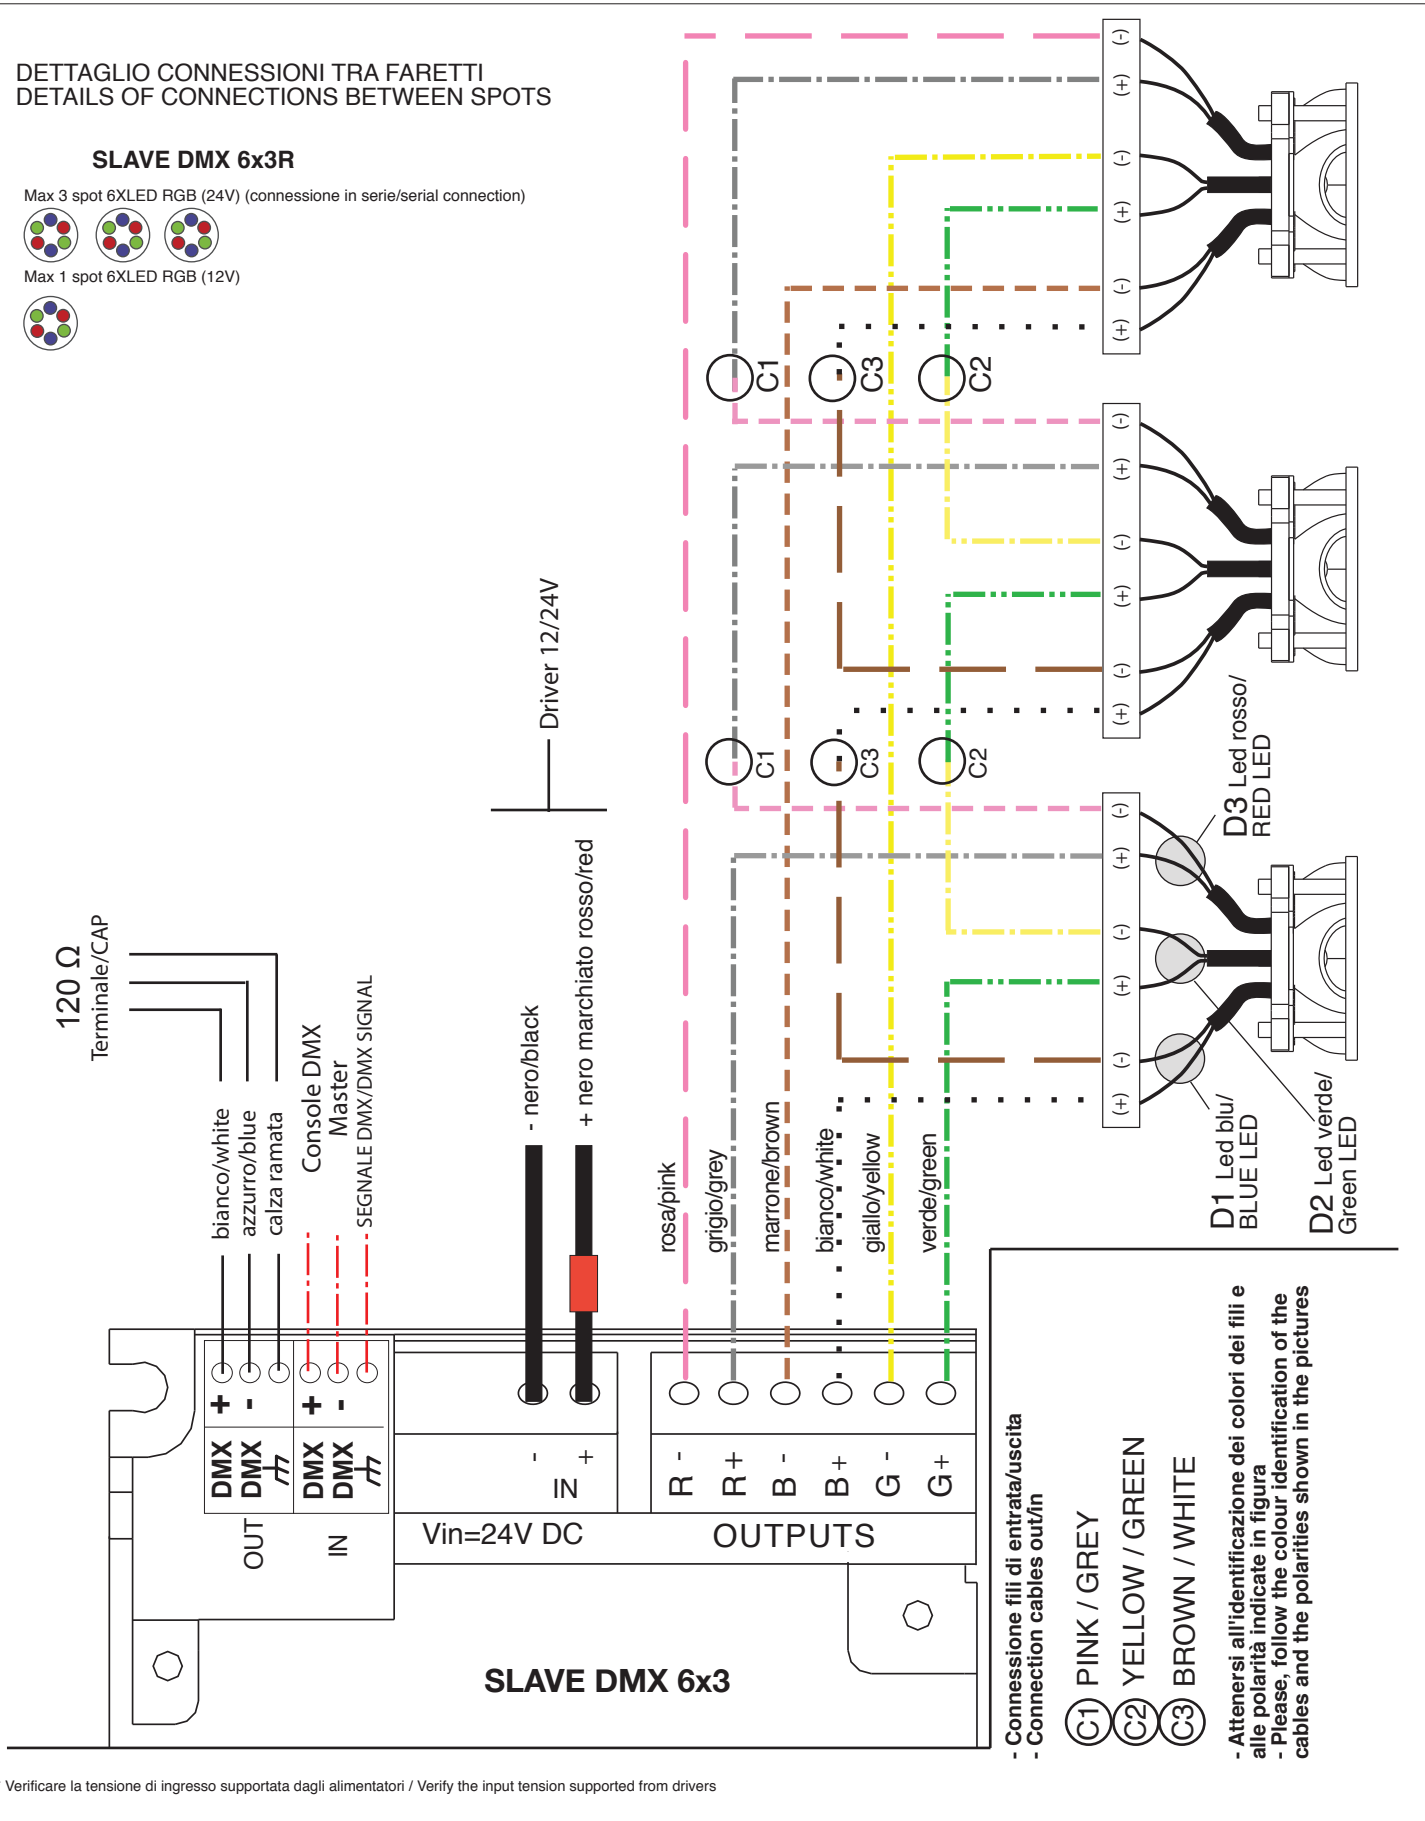 DETTAGLIO CONNESSIONI TRA FARETTI
DETAILS OF CONNECTIONS BETWEEN SPOTS
SLAVE DMX 6x3R
Max 3 spot 6XLED RGB (24V) (connessione in serie/serial connection)
Max 1 spot 6XLED RGB (12V)
(-)
(+)
(-)
(+)
(-)
(+)
C1
C3
C2
(-)
(+)
(-)
(+)
(-)
(+)
C1
C3
C2
(-)
(+)
(-)
(+)
(-)
(+)
D3 Led rosso/
RED LED
D1 Led blu/
BLUE LED
D2 Led verde/
Green LED
Driver 12/24V
120 Ω
Terminale/CAP
bianco/white
azzurro/blue
calza ramata
Console DMX
Master
SEGNALE DMX/DMX SIGNAL
- nero/black
+ nero marchiato rosso/red
rosa/pink
grigio/grey
marrone/brown
bianco/white
giallo/yellow
verde/green
DMX +
DMX -
OUT
DMX +
DMX -
IN
-
+
IN
Vin=24V DC
R -
R +
B -
B +
G -
G+
OUTPUTS
SLAVE DMX 6x3
- Connessione fili di entrata/uscita
- Connection cables out/in
C1 PINK / GREY
C2 YELLOW / GREEN
C3 BROWN / WHITE
- Attenersi all'identificazione dei colori dei fili e
alle polarità indicate in figura
- Please, follow the colour identification of the
cables and the polarities shown in the pictures
Verificare la tensione di ingresso supportata dagli alimentatori / Verify the input tension supported from drivers